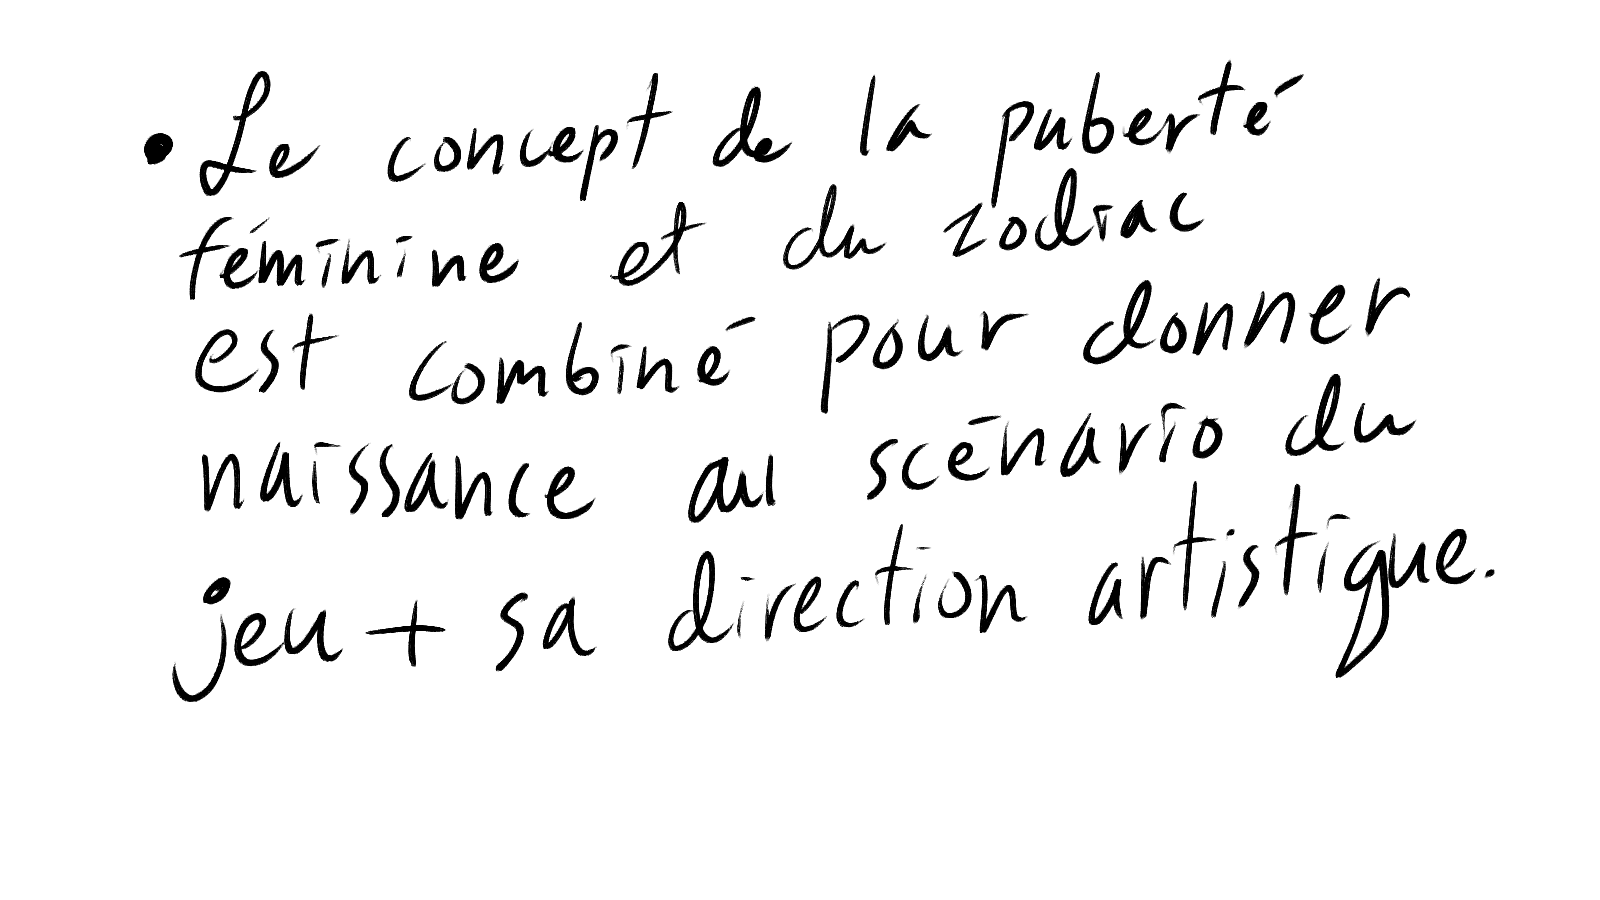 • Le concept de la puberté
féminine et du zodiac
est combiné pour donner
naissance au scénario du
jeu + sa direction artistique.